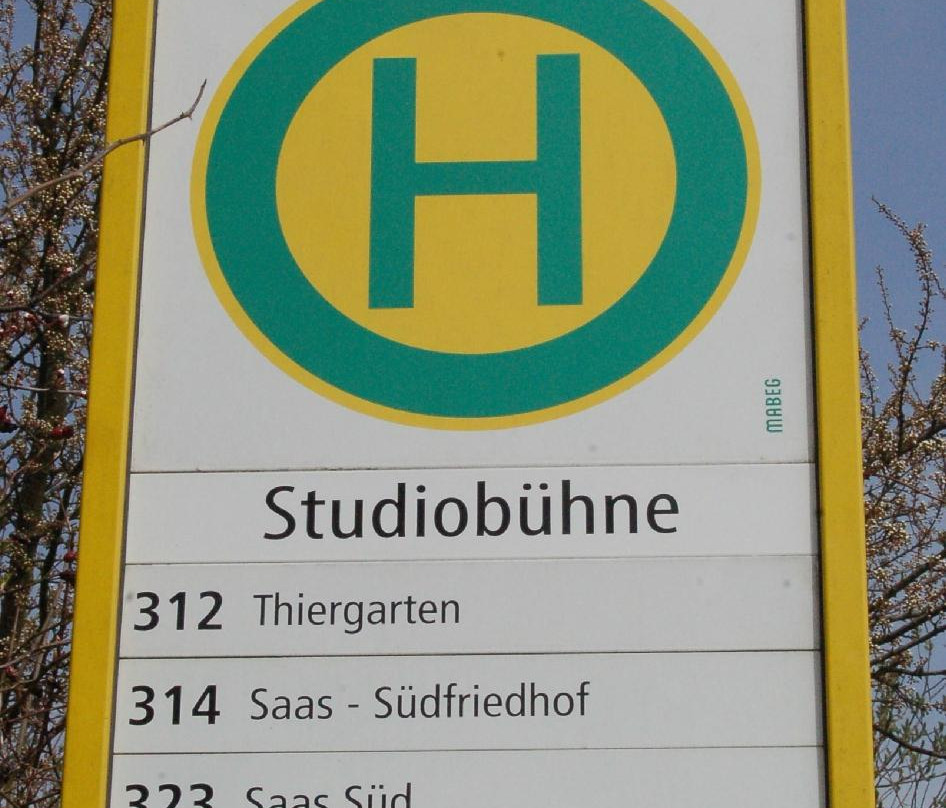 H
MABEG
Studiobühne
312 Thiergarten
314 Saas - Südfriedhof
323 Saas Süd